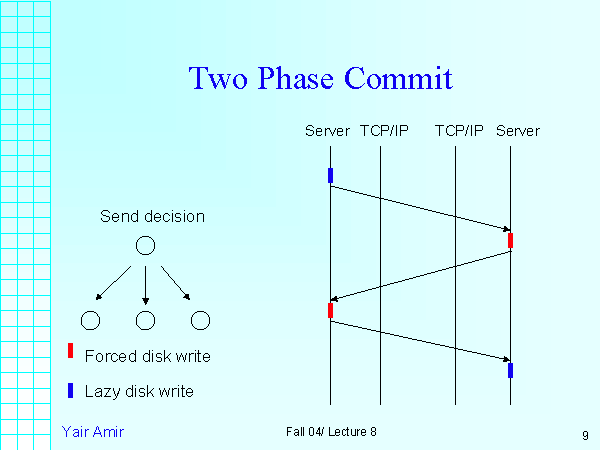 Two Phase Commit
Server TCP/IP TCP/IP Server
Send decision
Forced disk write
Lazy disk write
Yair Amir
Fall 04/ Lecture 8
9